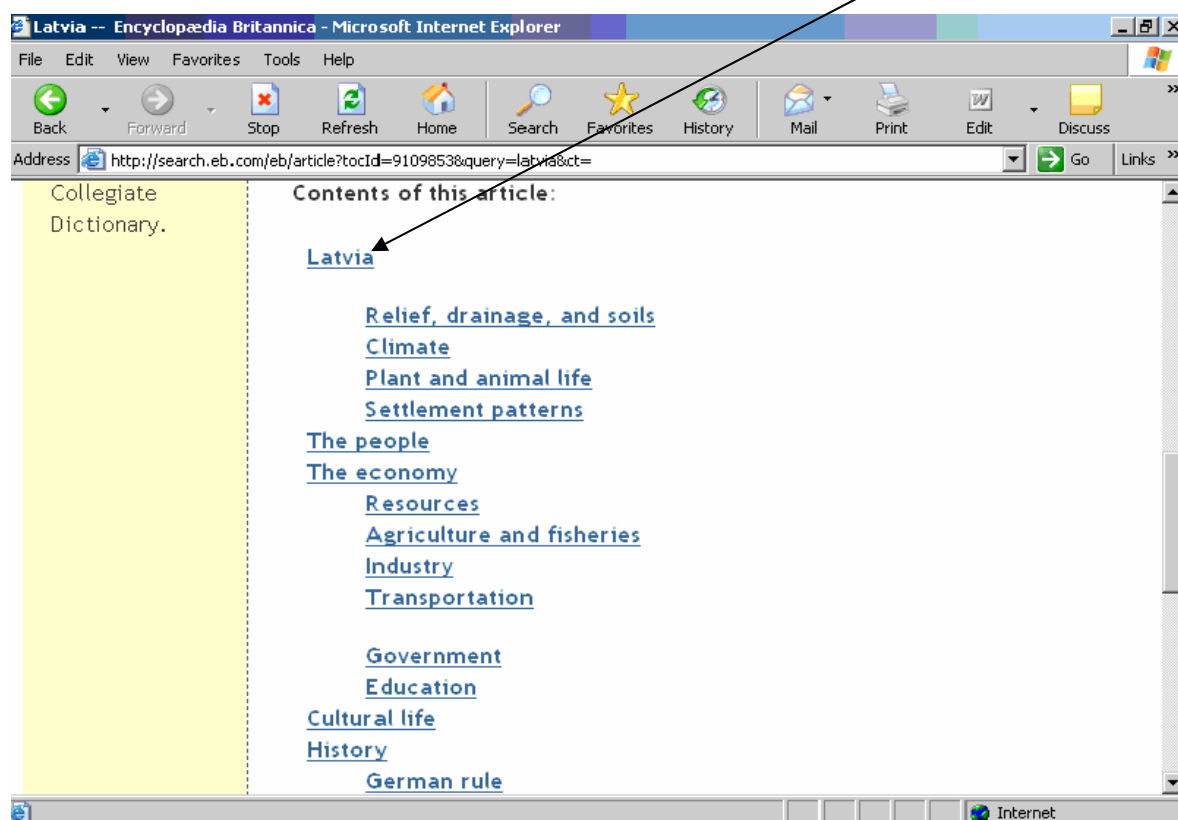 Latvia -- Encyclopædia Britannica - Microsoft Internet Explorer
File Edit View Favorites Tools Help
Back Forward Stop Refresh Home Search Favorites History Mail Print Edit Discuss »
Address http://search.eb.com/eb/article?tocId=9109853&query=latvia&ct= Go Links »
Collegiate
Dictionary.
Contents of this article:
Latvia
Relief, drainage, and soils
Climate
Plant and animal life
Settlement patterns
The people
The economy
Resources
Agriculture and fisheries
Industry
Transportation
Government
Education
Cultural life
History
German rule
Internet